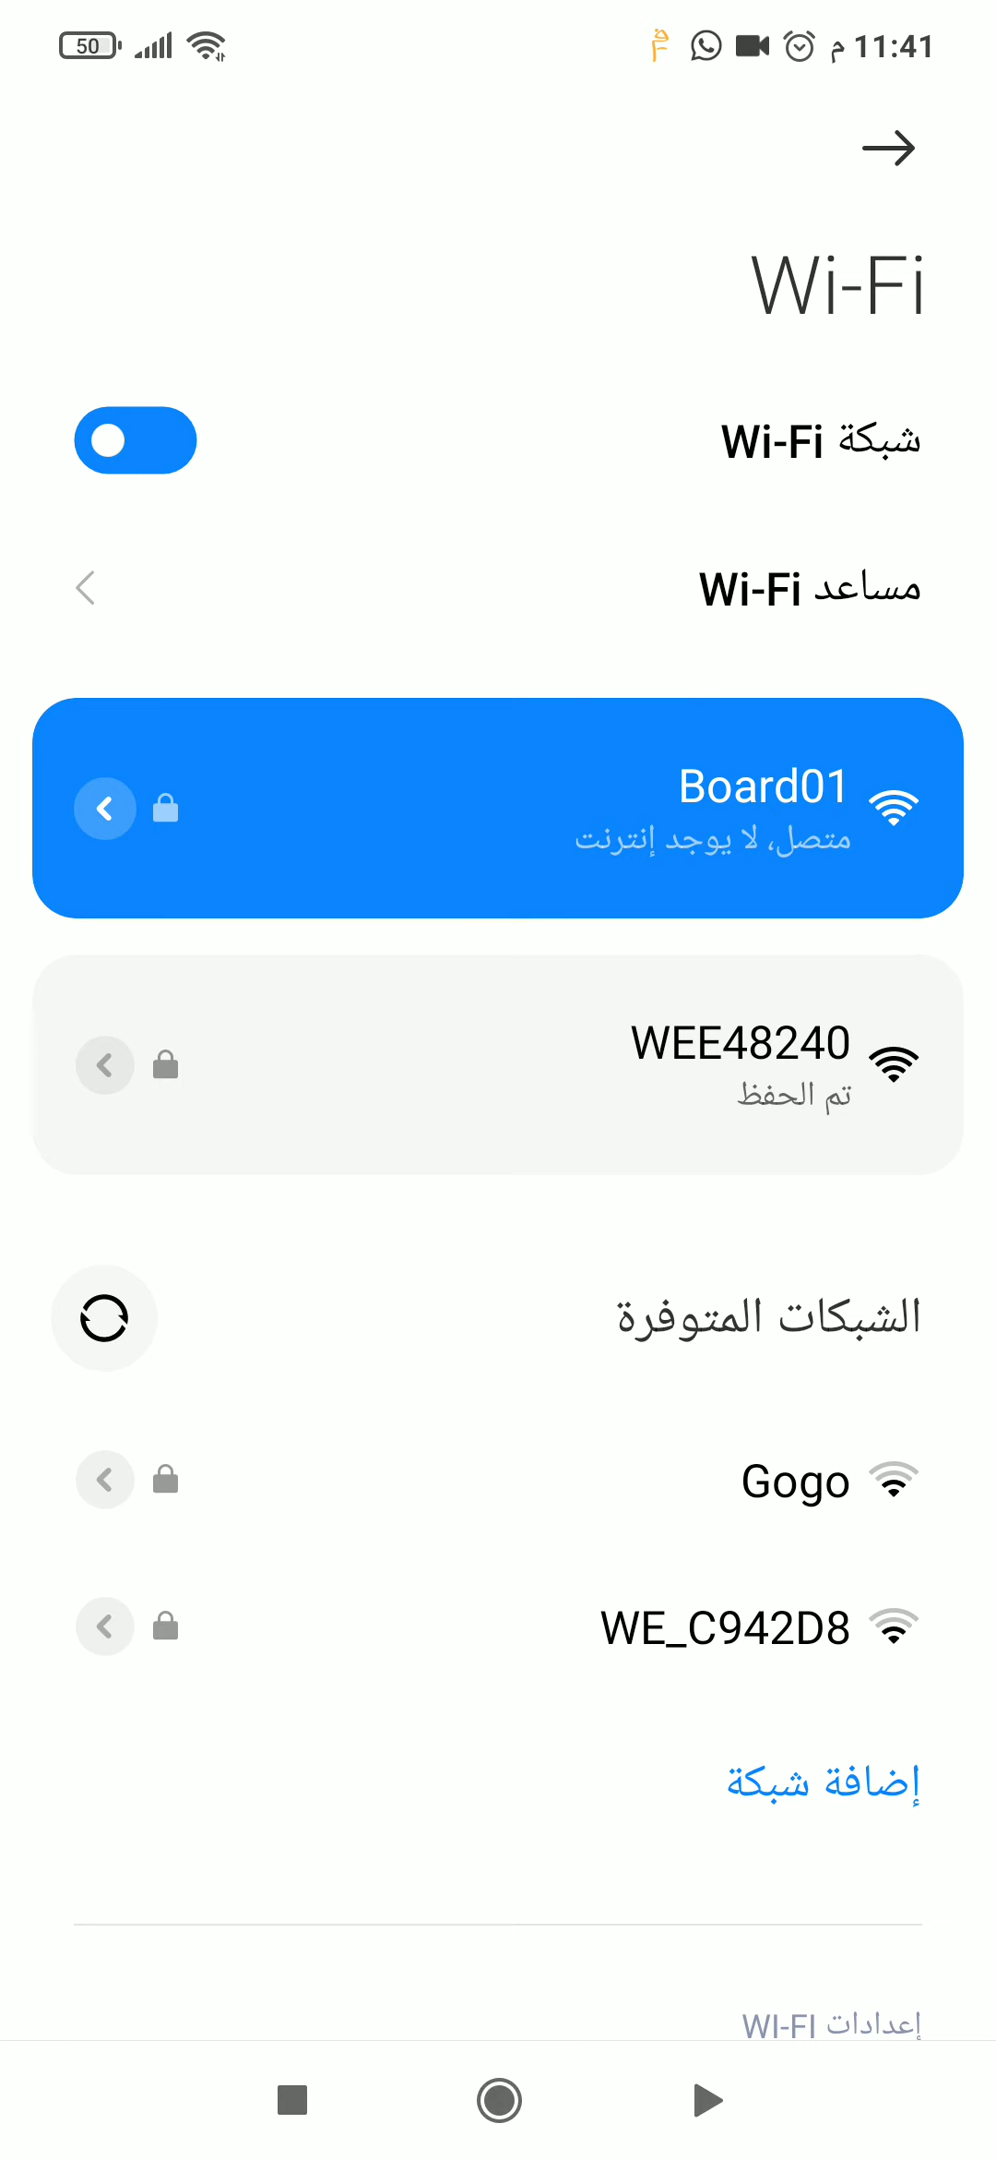 11:41 م
50
Wi-Fi
شبكة Wi-Fi
مساعد Wi-Fi
Board01
متصل، لا يوجد إنترنت
WEE48240
تم الحفظ
الشبكات المتوفرة
Gogo
WE_C942D8
إضافة شبكة
إعدادات WI-FI